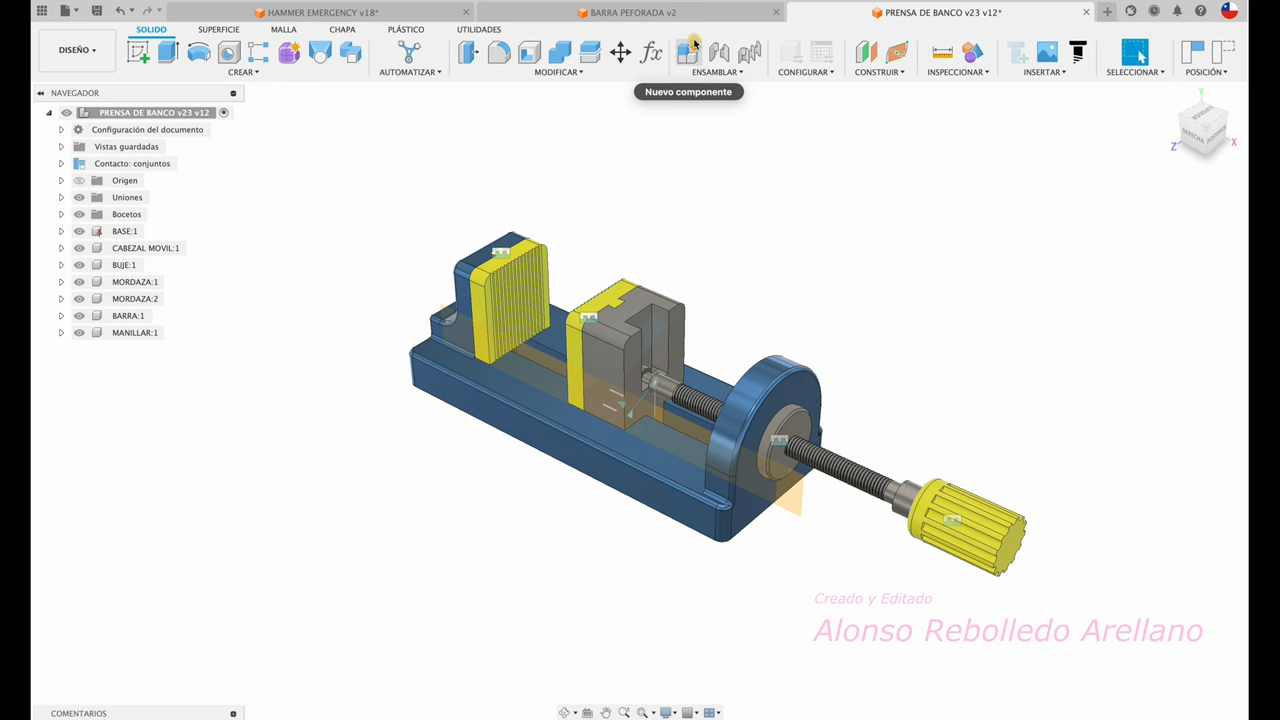 HAMMER EMERGENCY v18*
BARRA PEFORADA v2
PRENSA DE BANCO v23 v12*
DISEÑO
SOLIDO
SUPERFICIE
MALLA
CHAPA
PLÁSTICO
UTILIDADES
CREAR
AUTOMATIZAR
MODIFICAR
ENSAMBLAR
CONFIGURAR
CONSTRUIR
INSPECCIONAR
INSERTAR
SELECCIONAR
POSICIÓN
Nuevo componente
NAVEGADOR
PRENSA DE BANCO v23 v12
Configuración del documento
Vistas guardadas
Contacto: conjuntos
Origen
Uniones
Bocetos
BASE:1
CABEZAL MOVIL:1
BUJE:1
MORDAZA:1
MORDAZA:2
BARRA:1
MANILLAR:1
Y
Z
X
DERECHA
Creado y Editado
Alonso Rebolledo Arellano
COMENTARIOS